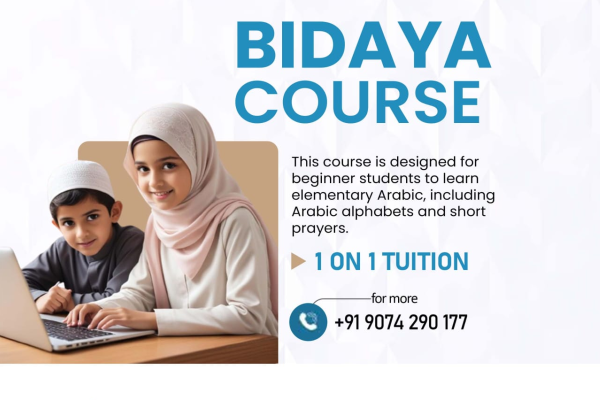 BIDAYA
COURSE
This course is designed for
beginner students to learn
elementary Arabic, including
Arabic alphabets and short
prayers.
1 ON 1 TUITION
for more
+91 9074 290 177